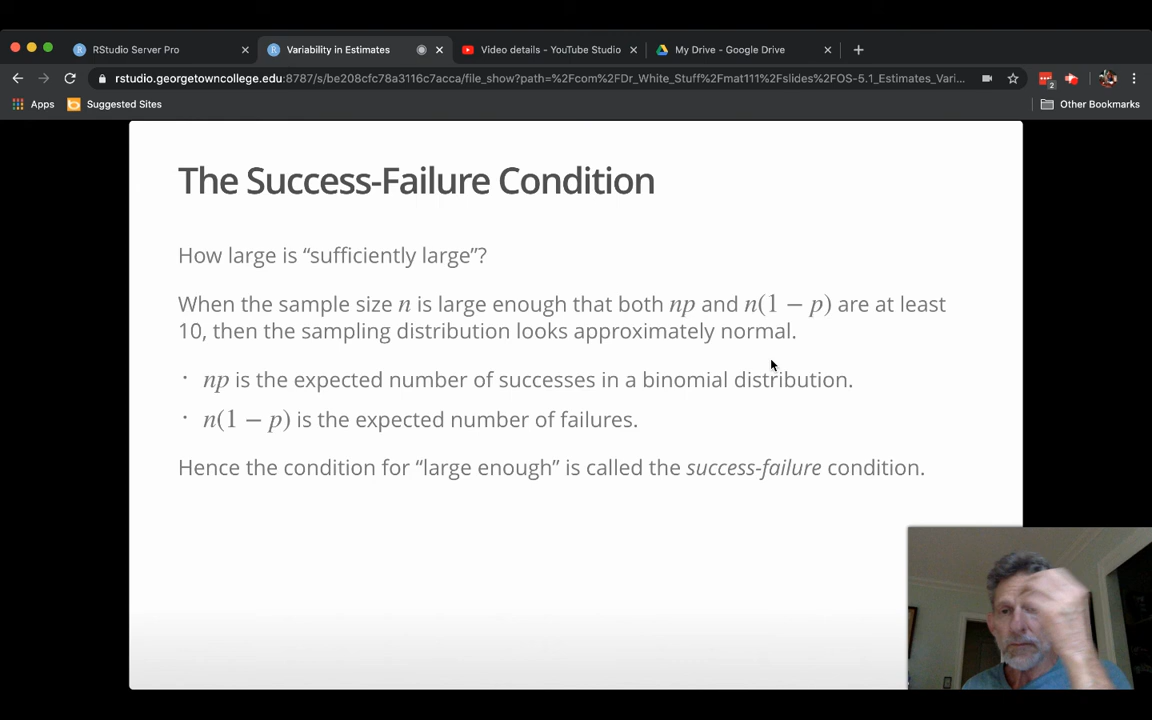 RStudio Server Pro
Variability in Estimates
Video details - YouTube Studio
My Drive - Google Drive
rstudio.georgetowncollege.edu:8787/s/be208cfc78a3116c7acca/file_show?path=%2Fcom%2FDr_White_Stuff%2Fmat111%2Fslides%2FOS-5.1_Estimates_Vari...
2
Apps
Suggested Sites
Other Bookmarks
The Success-Failure Condition
How large is “sufficiently large”?
When the sample size n is large enough that both np and n(1 − p) are at least
10, then the sampling distribution looks approximately normal.
· np is the expected number of successes in a binomial distribution.
· n(1 − p) is the expected number of failures.
Hence the condition for “large enough” is called the success-failure condition.